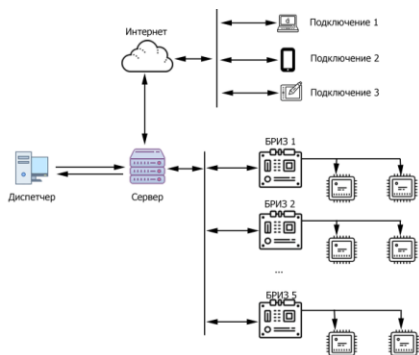 Интернет
Подключение 1
Подключение 2
Подключение 3
Диспетчер
Сервер
БРИЗ 1
БРИЗ 2
...
БРИЗ 5